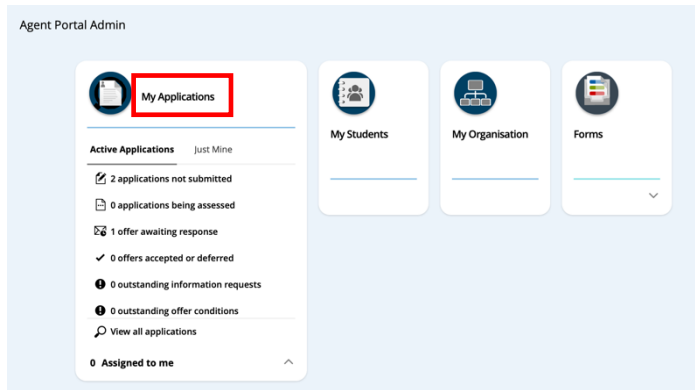 Agent Portal Admin
My Applications
Active Applications Just Mine
2 applications not submitted
0 applications being assessed
1 offer awaiting response
0 offers accepted or deferred
0 outstanding information requests
0 outstanding offer conditions
View all applications
0 Assigned to me
My Students
My Organisation
Forms